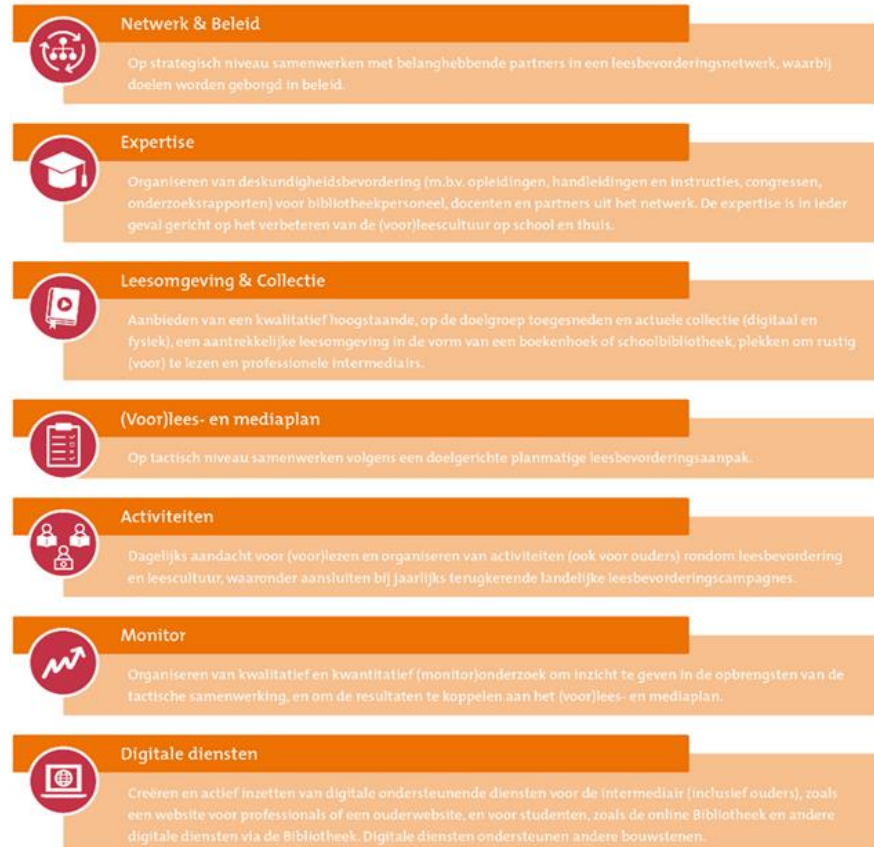 Netwerk & Beleid
Op strategisch niveau samenwerken met belanghebbende partners in een leesbevorderingsnetwerk, waarbij
doelen worden geborgd in beleid.
Expertise
Organiseren van deskundigheidsbevordering (m.b.v. opleidingen, handleidingen en instructies, congressen,
onderzoeksrapporten) voor bibliotheekpersoneel, docenten en partners uit het netwerk. De expertise is in ieder
geval gericht op het verbeteren van de (voor)leescultuur op school en thuis.
Leesomgeving & Collectie
Aanbieden van een kwalitatief hoogstaande, op de doelgroep toegesneden en actuele collectie (digitaal en
fysiek), een aantrekkelijke leesomgeving in de vorm van een boekenhoek of schoolbibliotheek, plekken om rustig
(voor) te lezen en professionele intermediairs.
(Voor)lees- en mediaplan
Op tactisch niveau samenwerken volgens een doelgerichte planmatige leesbevorderingsaanpak.
Activiteiten
Dagelijks aandacht voor (voor)lezen en organiseren van activiteiten (ook voor ouders) rondom leesbevordering
en leescultuur, waaronder aansluiten bij jaarlijks terugkerende landelijke leesbevorderingscampagnes.
Monitor
Organiseren van kwalitatief en kwantitatief (monitor)onderzoek om inzicht te geven in de opbrengsten van de
tactische samenwerking, en om de resultaten te koppelen aan het (voor)lees- en mediaplan.
Digitale diensten
Creëren en actief inzetten van digitale ondersteunende diensten voor de intermediair (inclusief ouders), zoals
een website voor professionals of een ouderwebsite, en voor studenten, zoals de online Bibliotheek en andere
digitale diensten via de Bibliotheek. Digitale diensten ondersteunen andere bouwstenen.